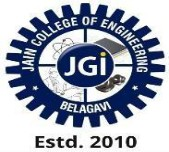 JAIN COLLEGE OF ENGINEERING
JGi
BELAGAVI
Estd. 2010